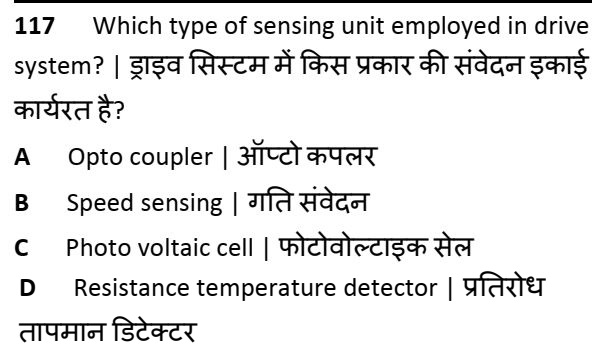 117 Which type of sensing unit employed in drive
system? | ड्राइव सिस्टम में किस प्रकार की संवेदन इकाई
कार्यरत है?
A Opto coupler | ऑप्टो कपलर
B Speed sensing | गति संवेदन
C Photo voltaic cell | फोटोवोल्टाइक सेल
D Resistance temperature detector | प्रतिरोध
तापमान डिटेक्टर